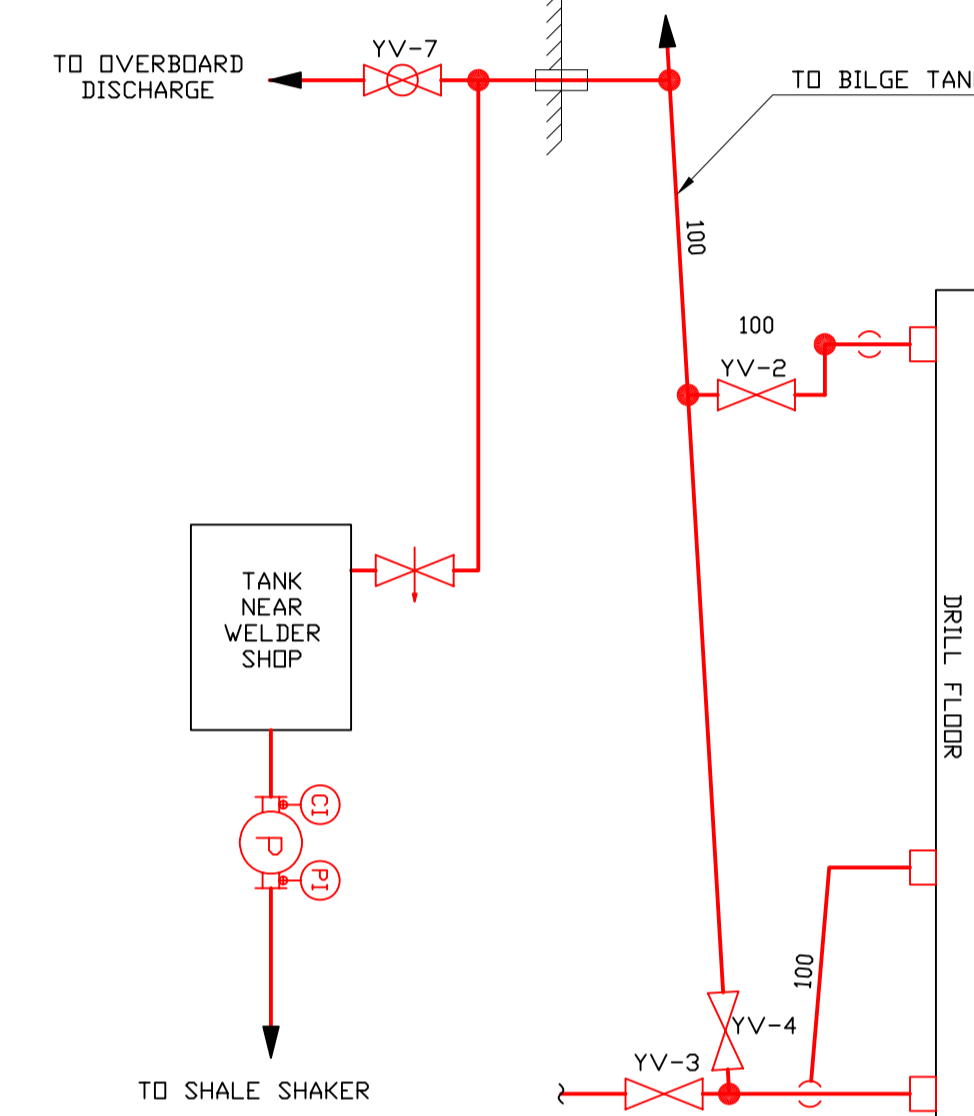 TO OVERBOARD
DISCHARGE
YV-7
TO BILGE TAN
100
100
YV-2
TANK
NEAR
WELDER
SHOP
DRILL FLOOR
CI
P
PI
100
YV-4
YV-3
TO SHALE SHAKER